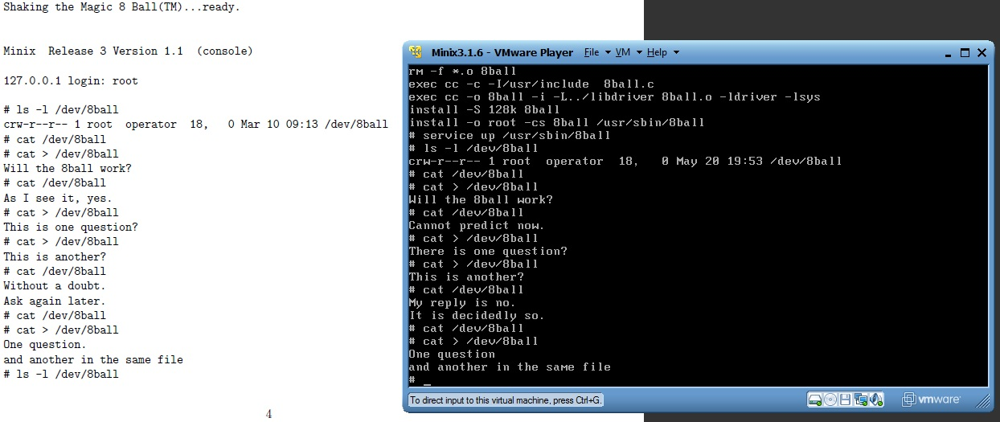 Shaking the Magic 8 Ball(TM)...ready.
Minix  Release 3 Version 1.1  (console)
127.0.0.1 login: root
# ls -l /dev/8ball
crw-r--r-- 1 root  operator  18,   0 Mar 10 09:13 /dev/8ball
# cat /dev/8ball
# cat > /dev/8ball
Will the 8ball work?
# cat /dev/8ball
As I see it, yes.
# cat > /dev/8ball
This is one question?
# cat > /dev/8ball
This is another?
# cat /dev/8ball
Without a doubt.
Ask again later.
# cat /dev/8ball
# cat > /dev/8ball
One question.
and another in the same file
# ls -l /dev/8ball
4
Minix3.1.6 - VMware Player File VM Help
rm -f *.o 8ball
exec cc -c -I/usr/include  8ball.c
exec cc -o 8ball -i -L../libdriver 8ball.o -ldriver -lsys
install -S 128k 8ball
install -o root -cs 8ball /usr/sbin/8ball
# service up /usr/sbin/8ball
# ls -l /dev/8ball
crw-r--r-- 1 root  operator  18,   0 May 20 19:53 /dev/8ball
# cat /dev/8ball
# cat > /dev/8ball
Will the 8ball work?
# cat /dev/8ball
Cannot predict now.
# cat > /dev/8ball
There is one question?
# cat > /dev/8ball
This is another?
# cat /dev/8ball
My reply is no.
It is decidedly so.
# cat /dev/8ball
# cat > /dev/8ball
One question
and another in the same file
# _
To direct input to this virtual machine, press Ctrl+G.
vmware